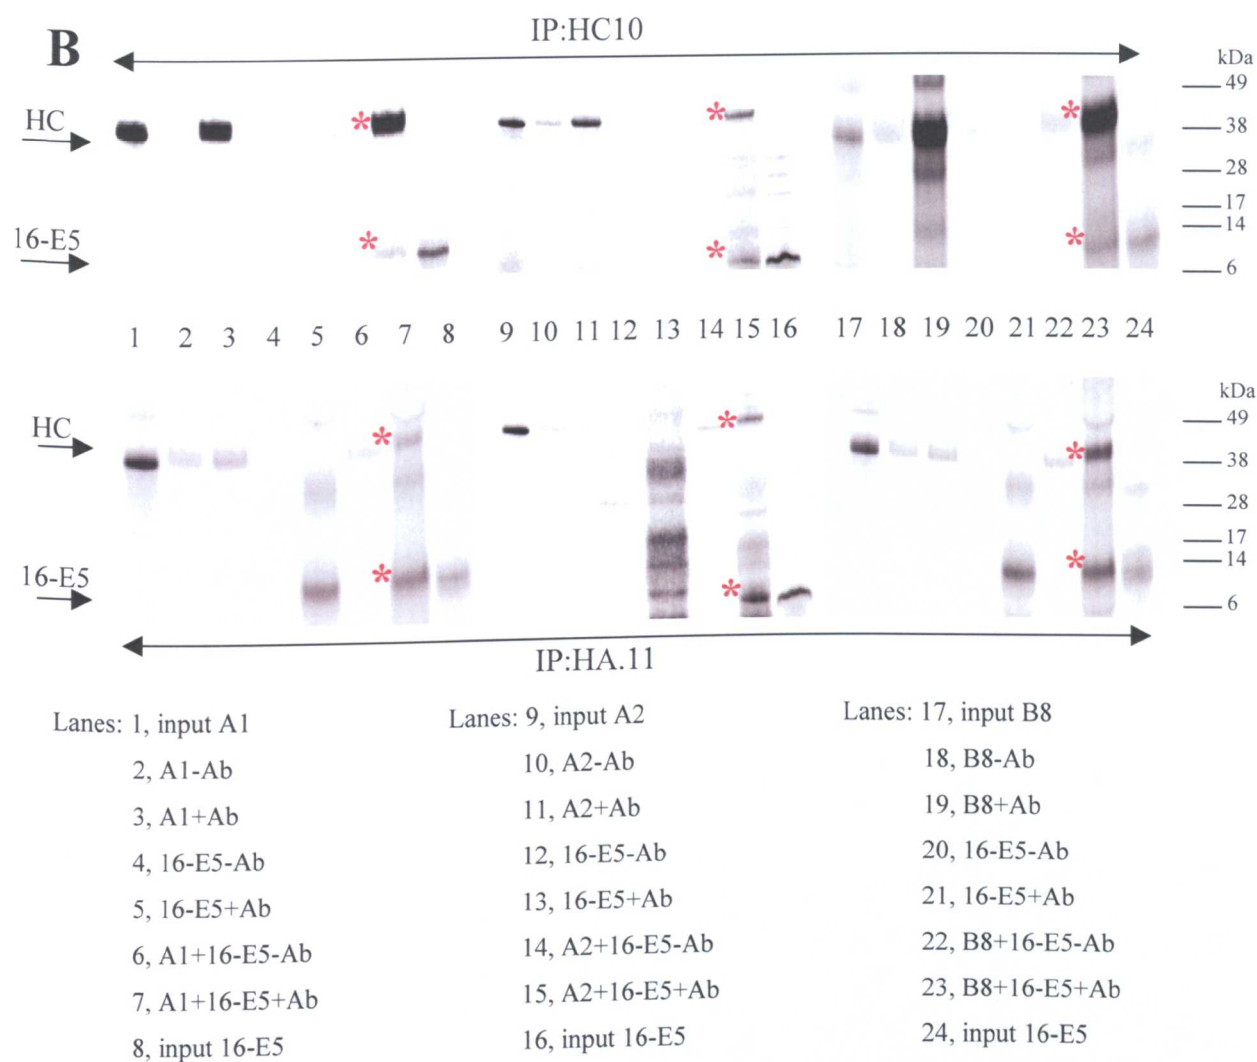 B
IP:HC10
kDa
HC
16-E5
*
*
*
*
*
*
49
38
28
17
14
6
1 2 3 4 5 6 7 8 9 10 11 12 13 14 15 16 17 18 19 20 21 22 23 24
kDa
HC
16-E5
*
*
*
*
*
*
49
38
28
17
14
6
IP:HA.11
Lanes: 1, input A1
2, A1-Ab
3, A1+Ab
4, 16-E5-Ab
5, 16-E5+Ab
6, A1+16-E5-Ab
7, A1+16-E5+Ab
8, input 16-E5
Lanes: 9, input A2
10, A2-Ab
11, A2+Ab
12, 16-E5-Ab
13, 16-E5+Ab
14, A2+16-E5-Ab
15, A2+16-E5+Ab
16, input 16-E5
Lanes: 17, input B8
18, B8-Ab
19, B8+Ab
20, 16-E5-Ab
21, 16-E5+Ab
22, B8+16-E5-Ab
23, B8+16-E5+Ab
24, input 16-E5